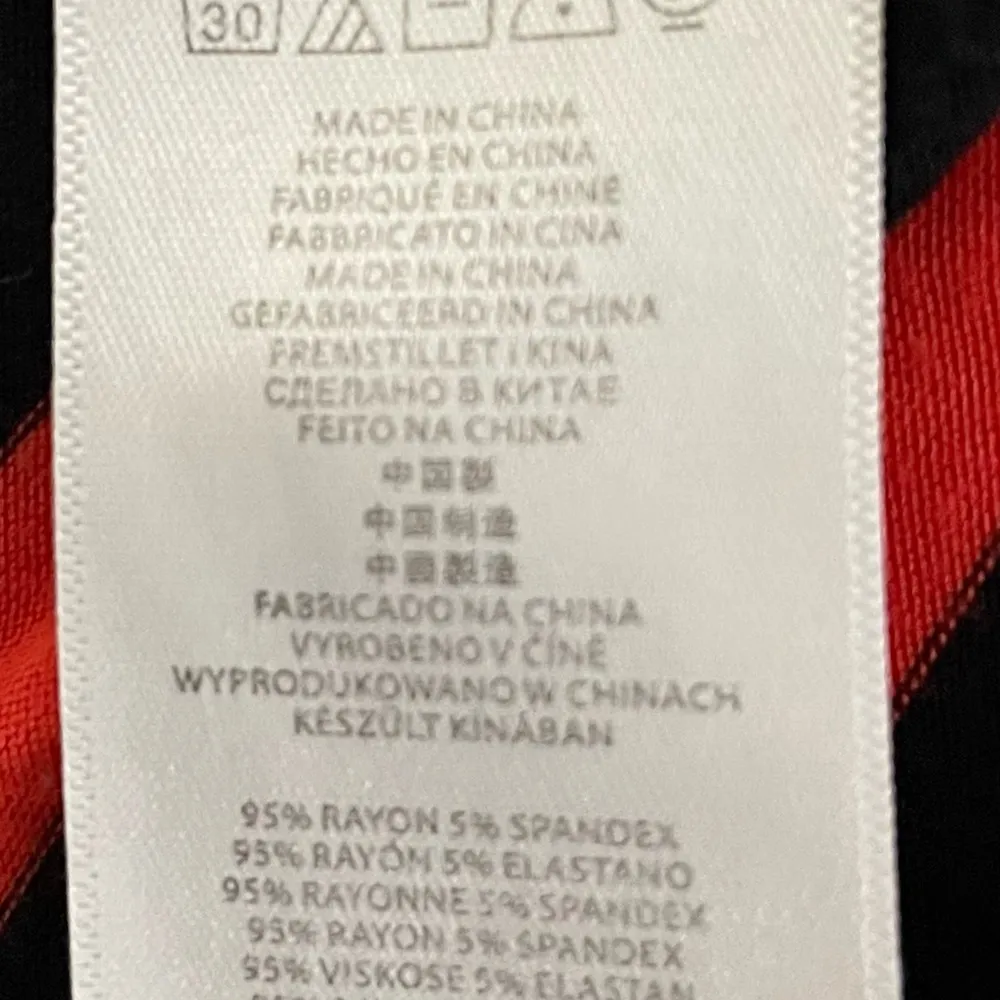 30
MADE IN CHINA
HECHO EN CHINA
FABRIQUÉ EN CHINE
FABBRICATO IN CINA
MADE IN CHINA
GEFABRICEERD IN CHINA
FREMSTILLET I KINA
СДЕЛАНО В КИТАЕ
FEITO NA CHINA
中国製
中国制造
中國製造
FABRICADO NA CHINA
VYROBENO V ČÍNĚ
WYPRODUKOWANO W CHINACH
KÉSZÜLT KÍNÁBAN
95% RAYON 5% SPANDEX
95% RAYÓN 5% ELASTANO
95% RAYONNE 5% SPANDEX
95% RAYON 5% SPANDEX
95% VISKOSE 5% ELASTAN